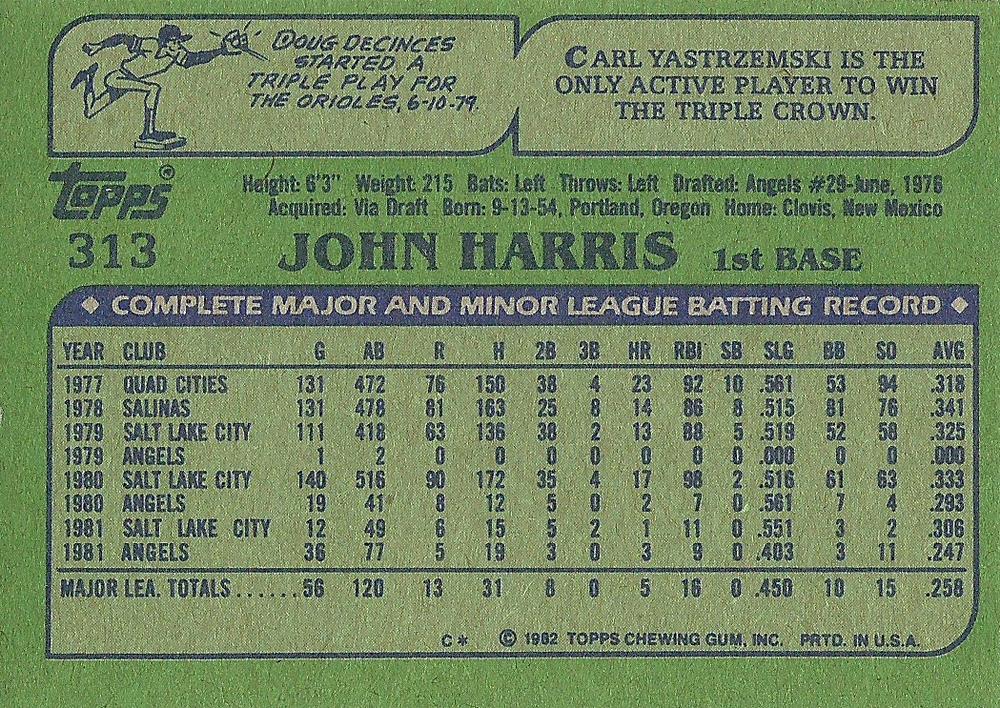 DOUG DECINCES
STARTED A
TRIPLE PLAY FOR
THE ORIOLES, 6-10-79.
CARL YASTRZEMSKI IS THE
ONLY ACTIVE PLAYER TO WIN
THE TRIPLE CROWN.
TOPPS®
Height: 6'3" Weight: 215 Bats: Left Throws: Left Drafted: Angels #29-June, 1976
Acquired: Via Draft Born: 9-13-54, Portland, Oregon Home: Clovis, New Mexico
313 JOHN HARRIS 1st BASE
◆ COMPLETE MAJOR AND MINOR LEAGUE BATTING RECORD ◆
YEAR CLUB G AB R H 2B 3B HR RBI SB SLG BB SO AVG
1977 QUAD CITIES 131 472 76 150 38 4 23 92 10 .561 53 94 .318
1978 SALINAS 131 478 81 163 25 8 14 86 8 .515 81 76 .341
1979 SALT LAKE CITY 111 418 63 136 38 2 13 88 5 .519 52 58 .325
1979 ANGELS 1 2 0 0 0 0 0 0 0 .000 0 0 .000
1980 SALT LAKE CITY 140 516 90 172 35 4 17 98 2 .516 61 63 .333
1980 ANGELS 19 41 8 12 5 0 2 7 0 .561 7 4 .293
1981 SALT LAKE CITY 12 49 6 15 5 2 1 11 0 .551 3 2 .306
1981 ANGELS 36 77 5 19 3 0 3 9 0 .403 3 11 .247
MAJOR LEA. TOTALS......56 120 13 31 8 0 5 16 0 .450 10 15 .258
C* © 1982 TOPPS CHEWING GUM, INC. PRTD. IN U.S.A.